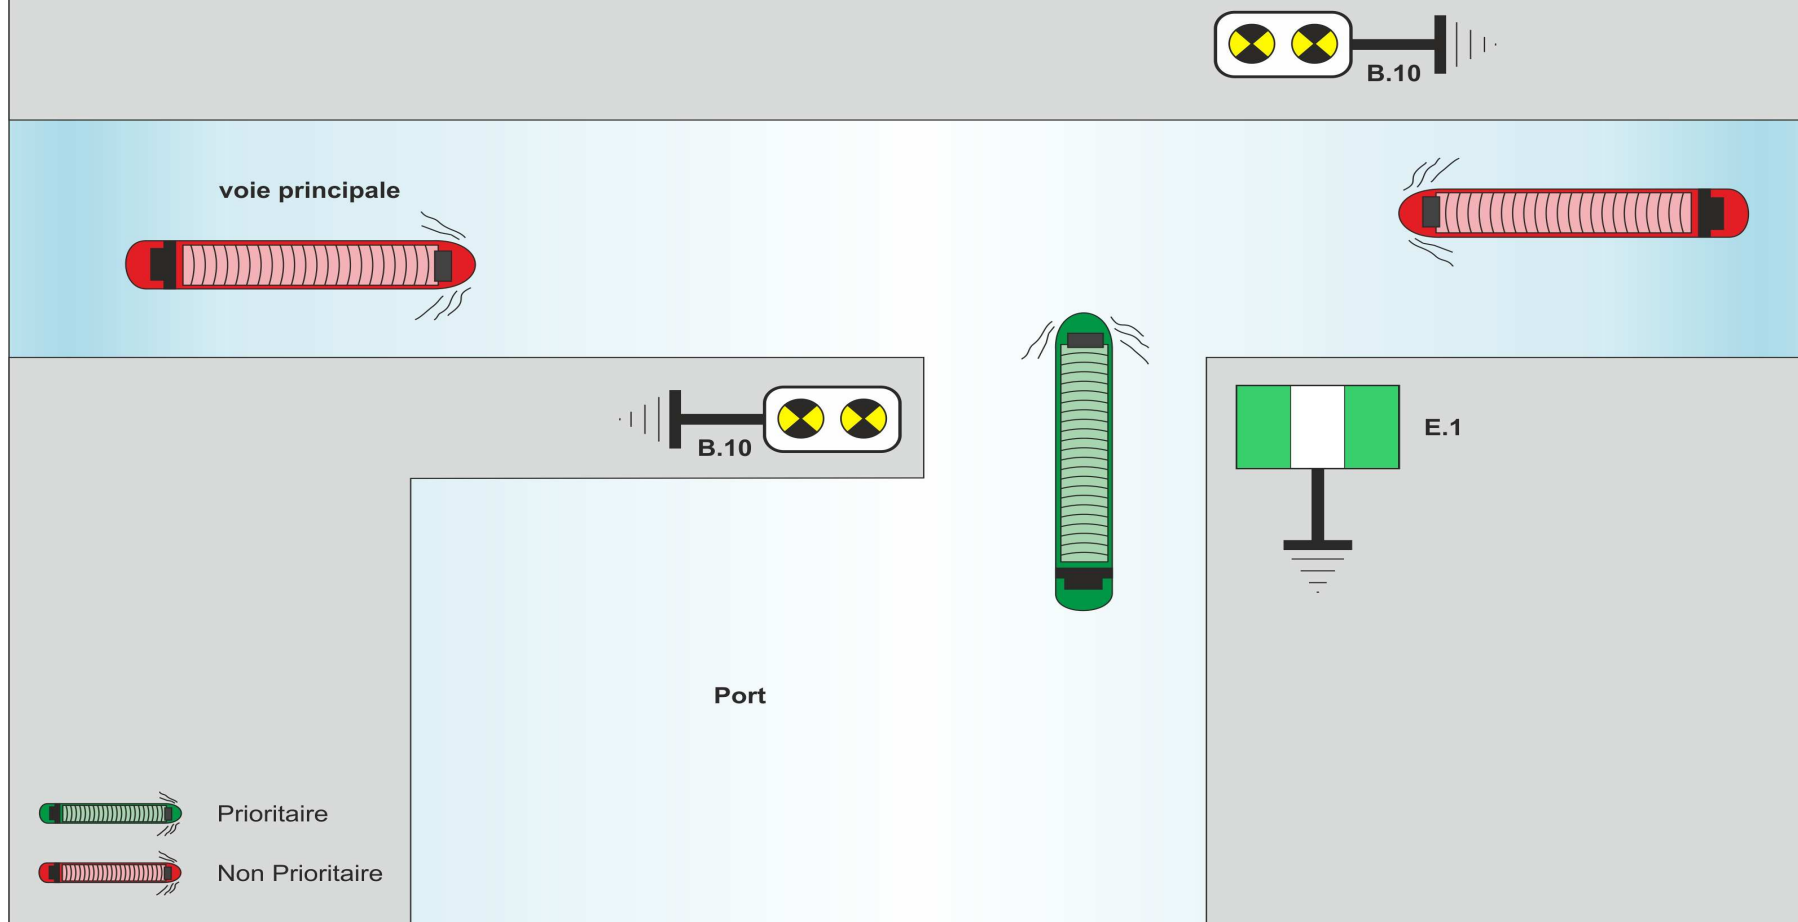 B.10
voie principale
B.10
E.1
Port
Prioritaire
Non Prioritaire